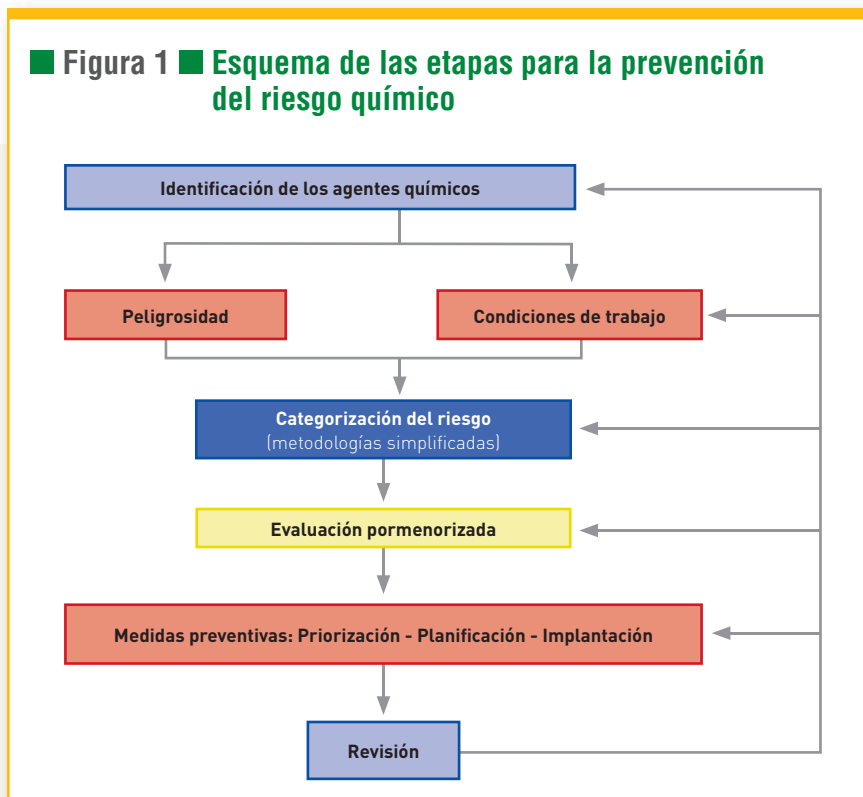 Figura 1 Esquema de las etapas para la prevención
del riesgo químico
Identificación de los agentes químicos
Peligrosidad
Condiciones de trabajo
Categorización del riesgo
(metodologías simplificadas)
Evaluación pormenorizada
Medidas preventivas: Priorización - Planificación - Implantación
Revisión